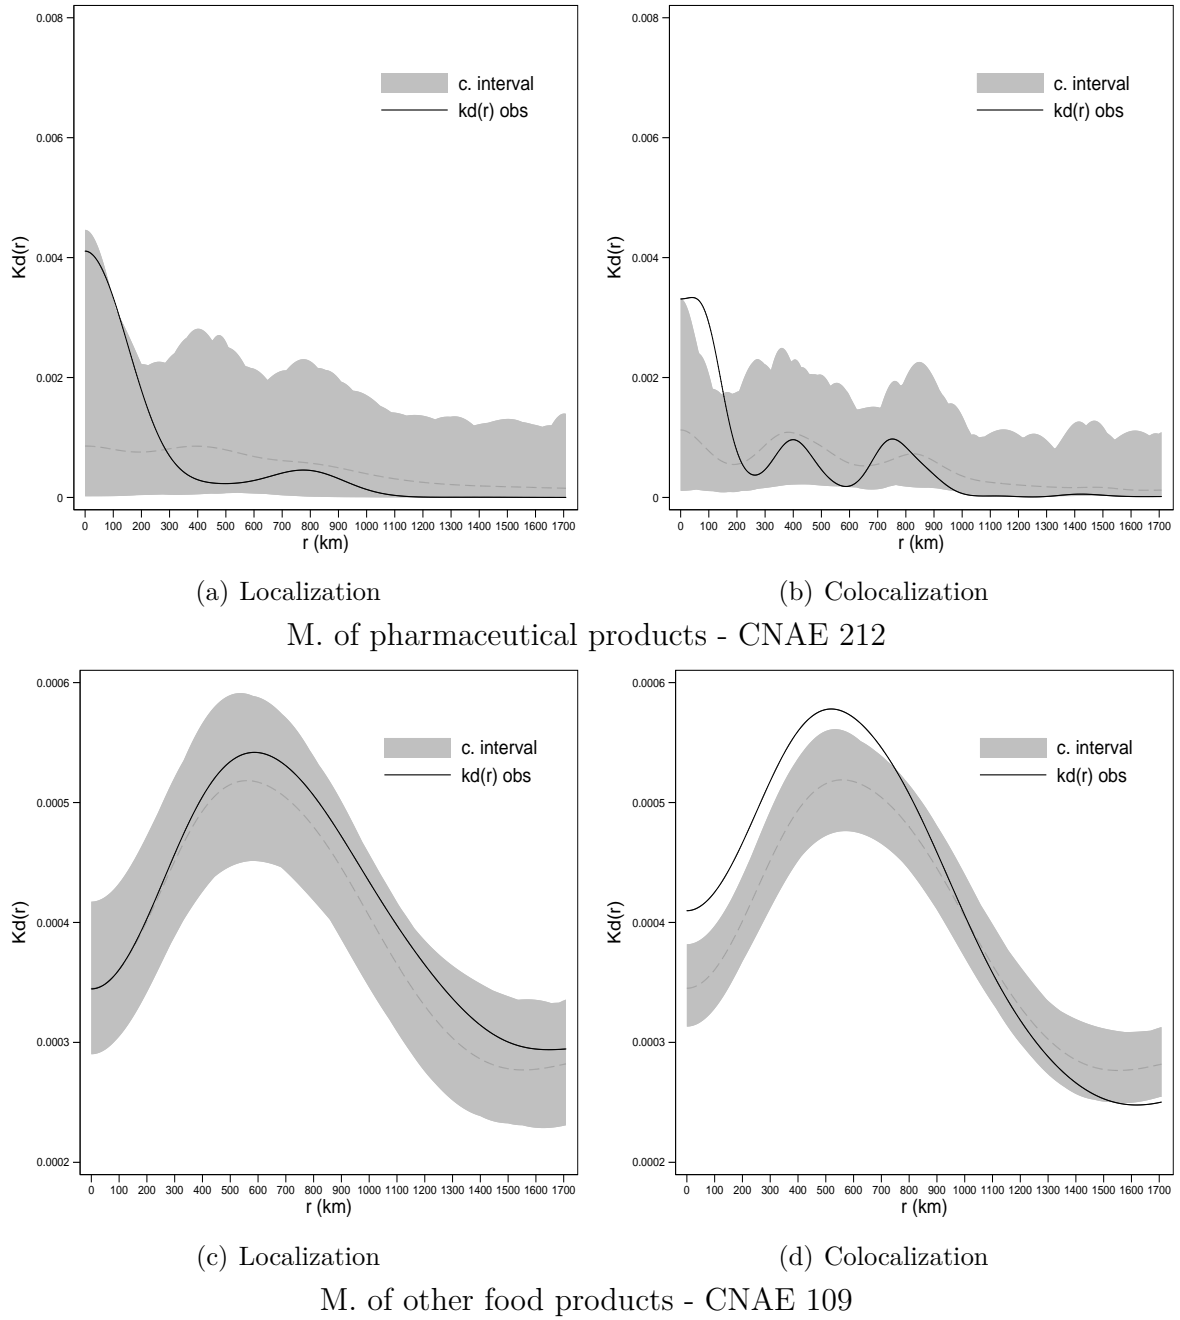 0.008
0.006
0.004
0.002
0
Kd(r)
c. interval
kd(r) obs
0 100 200 300 400 500 600 700 800 900 1000 1100 1200 1300 1400 1500 1600 1700
r (km)
(a) Localization
0.008
0.006
0.004
0.002
0
Kd(r)
c. interval
kd(r) obs
0 100 200 300 400 500 600 700 800 900 1000 1100 1200 1300 1400 1500 1600 1700
r (km)
(b) Colocalization
M. of pharmaceutical products - CNAE 212
0.0006
0.0005
0.0004
0.0003
0.0002
Kd(r)
c. interval
kd(r) obs
0 100 200 300 400 500 600 700 800 900 1000 1100 1200 1300 1400 1500 1600 1700
r (km)
(c) Localization
0.0006
0.0005
0.0004
0.0003
0.0002
Kd(r)
c. interval
kd(r) obs
0 100 200 300 400 500 600 700 800 900 1000 1100 1200 1300 1400 1500 1600 1700
r (km)
(d) Colocalization
M. of other food products - CNAE 109